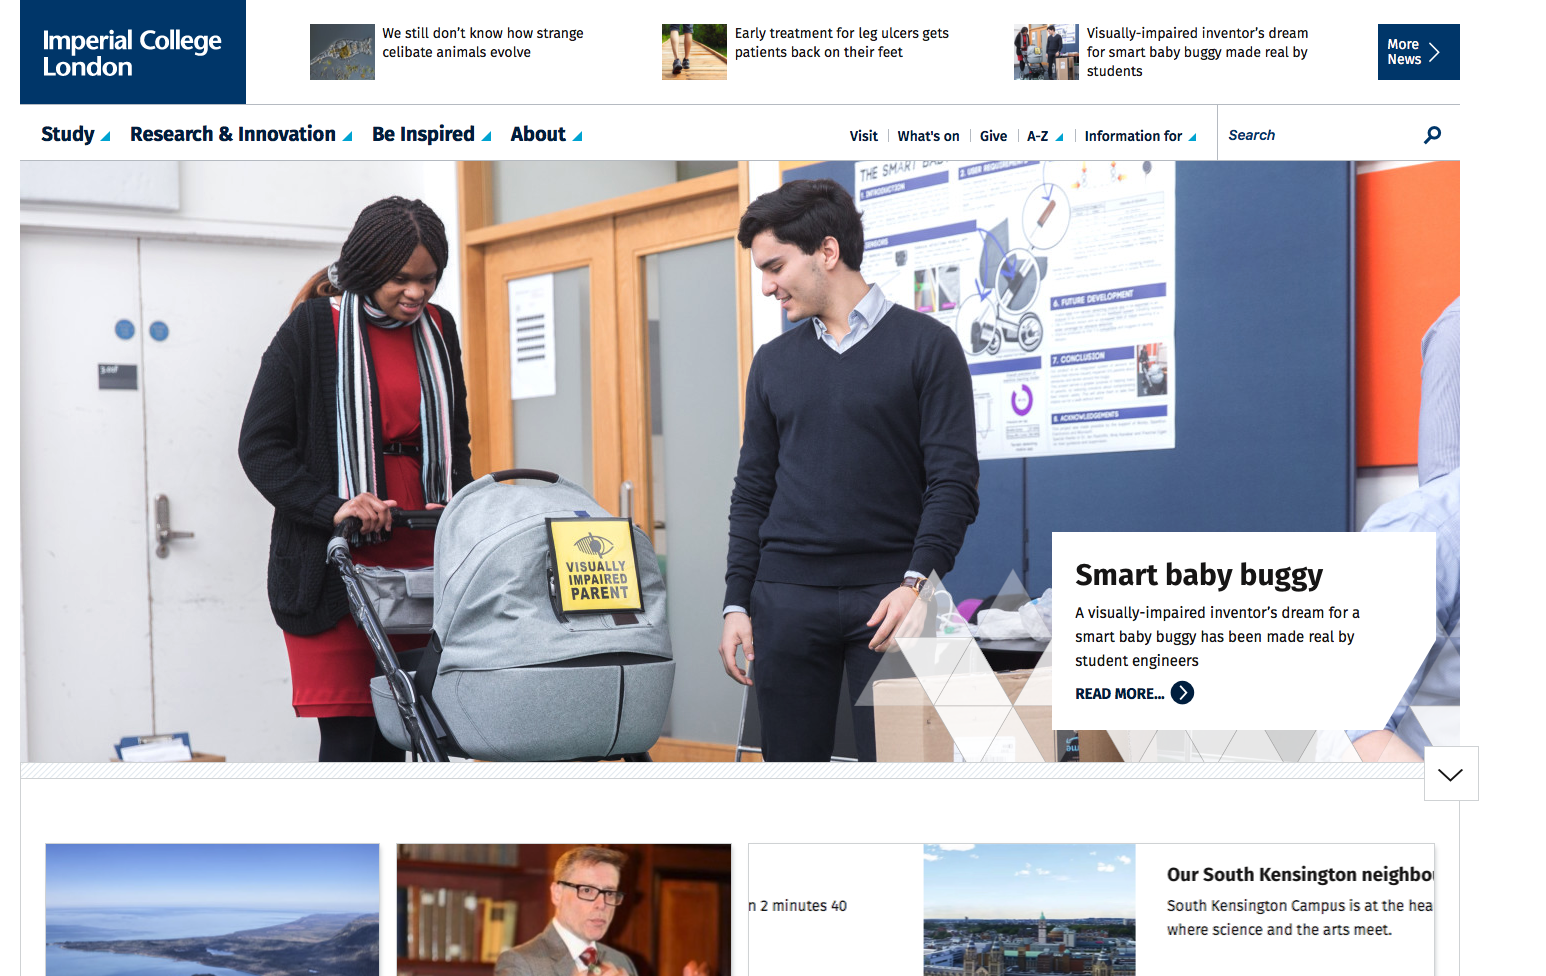 Imperial College
London
We still don't know how strange
celibate animals evolve
Early treatment for leg ulcers gets
patients back on their feet
Visually-impaired inventor's dream
for smart baby buggy made real by
students
More
News
Study
Research & Innovation
Be Inspired
About
Visit
What's on
Give
A-Z
Information for
Search
THE SMART BAB
1. INTRODUCTION
6. FUTURE DEVELOPMENT
7. CONCLUSION
8. ACKNOWLEDGEMENTS
VISUALLY
IMPAIRED
PARENT
Smart baby buggy
A visually-impaired inventor's dream for a
smart baby buggy has been made real by
student engineers
READ MORE...
n 2 minutes 40
Our South Kensington neighbo
South Kensington Campus is at the hea
where science and the arts meet.